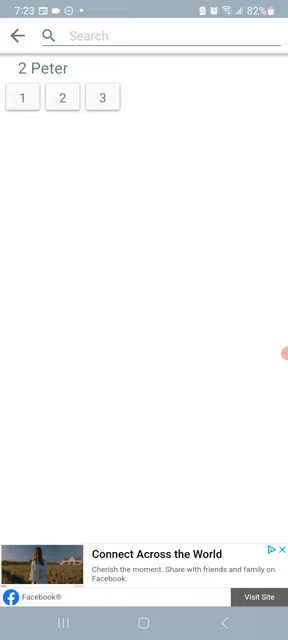 7:23
82%
Search
2 Peter
1 2 3
Connect Across the World
Cherish the moment. Share with friends and family on
Facebook.
Facebook®
Visit Site